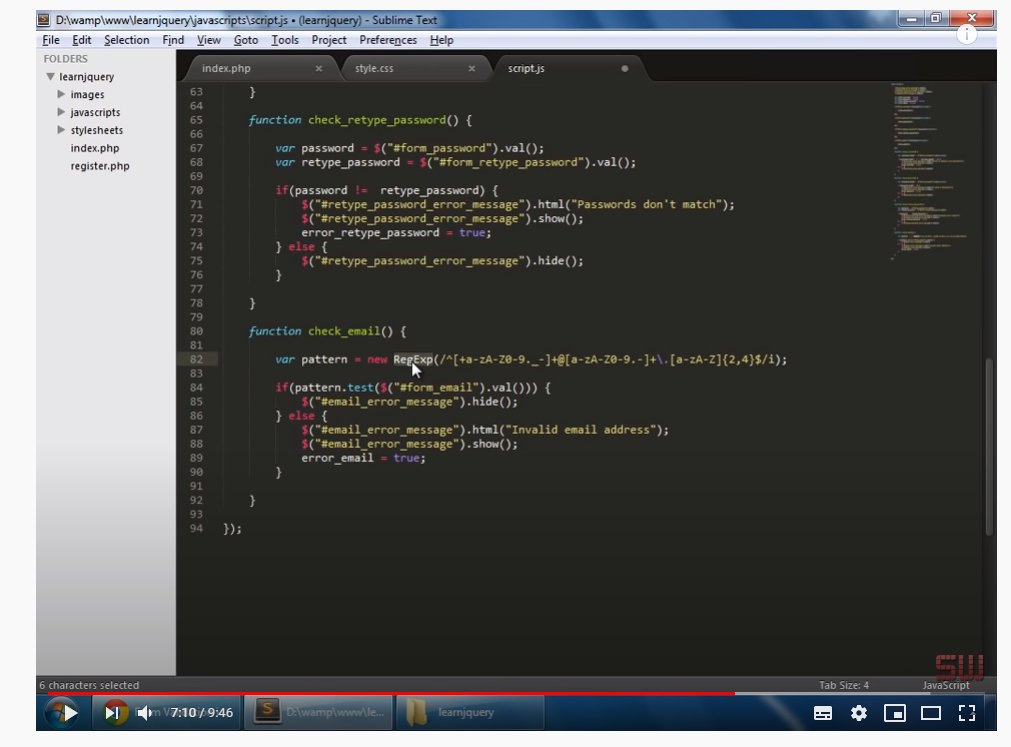 D:\wamp\www\learnjquery\javascripts\script.js • (learnjquery) - Sublime Text
File Edit Selection Find View Goto Tools Project Preferences Help
FOLDERS
learnjquery
images
javascripts
stylesheets
index.php
register.php
index.php × style.css × script.js
63 }
64
65 function check_retype_password() {
66
67 var password = $("#form_password").val();
68 var retype_password = $("#form_retype_password").val();
69
70 if(password != retype_password) {
71 $("#retype_password_error_message").html("Passwords don't match");
72 $("#retype_password_error_message").show();
73 error_retype_password = true;
74 } else {
75 $("#retype_password_error_message").hide();
76 }
77
78 }
79
80 function check_email() {
81
82 var pattern = new RegExp(/^[+a-zA-Z0-9._-]+@[a-zA-Z0-9.-]+\.[a-zA-Z]{2,4}$/i);
83
84 if(pattern.test($("#form_email").val())) {
85 $("#email_error_message").hide();
86 } else {
87 $("#email_error_message").html("Invalid email address");
88 $("#email_error_message").show();
89 error_email = true;
90 }
91
92 }
93
94 });
SW
6 characters selected Tab Size: 4 JavaScript
7:10 / 9:46 D:\wamp\www\le... learnjquery